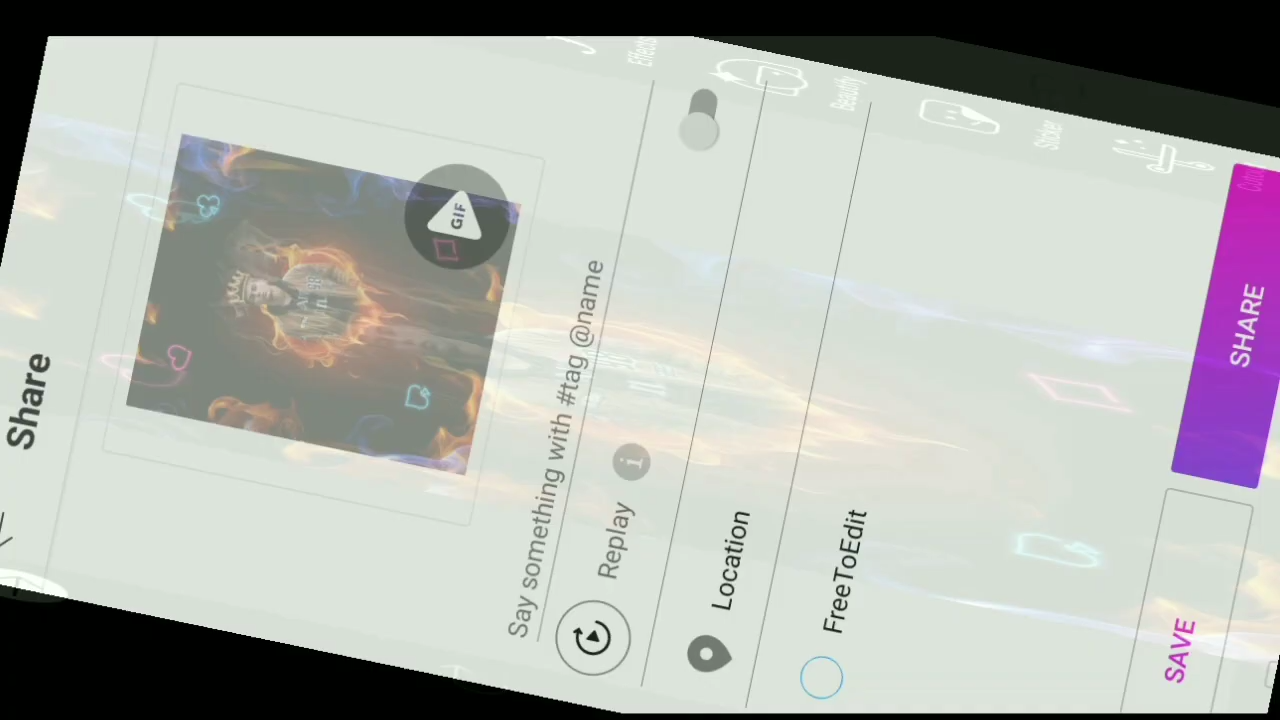 Share
GIF
Say something with #tag @name
Replay
i
Location
FreeToEdit
SAVE
SHARE
Effects
Beautify
Sticker